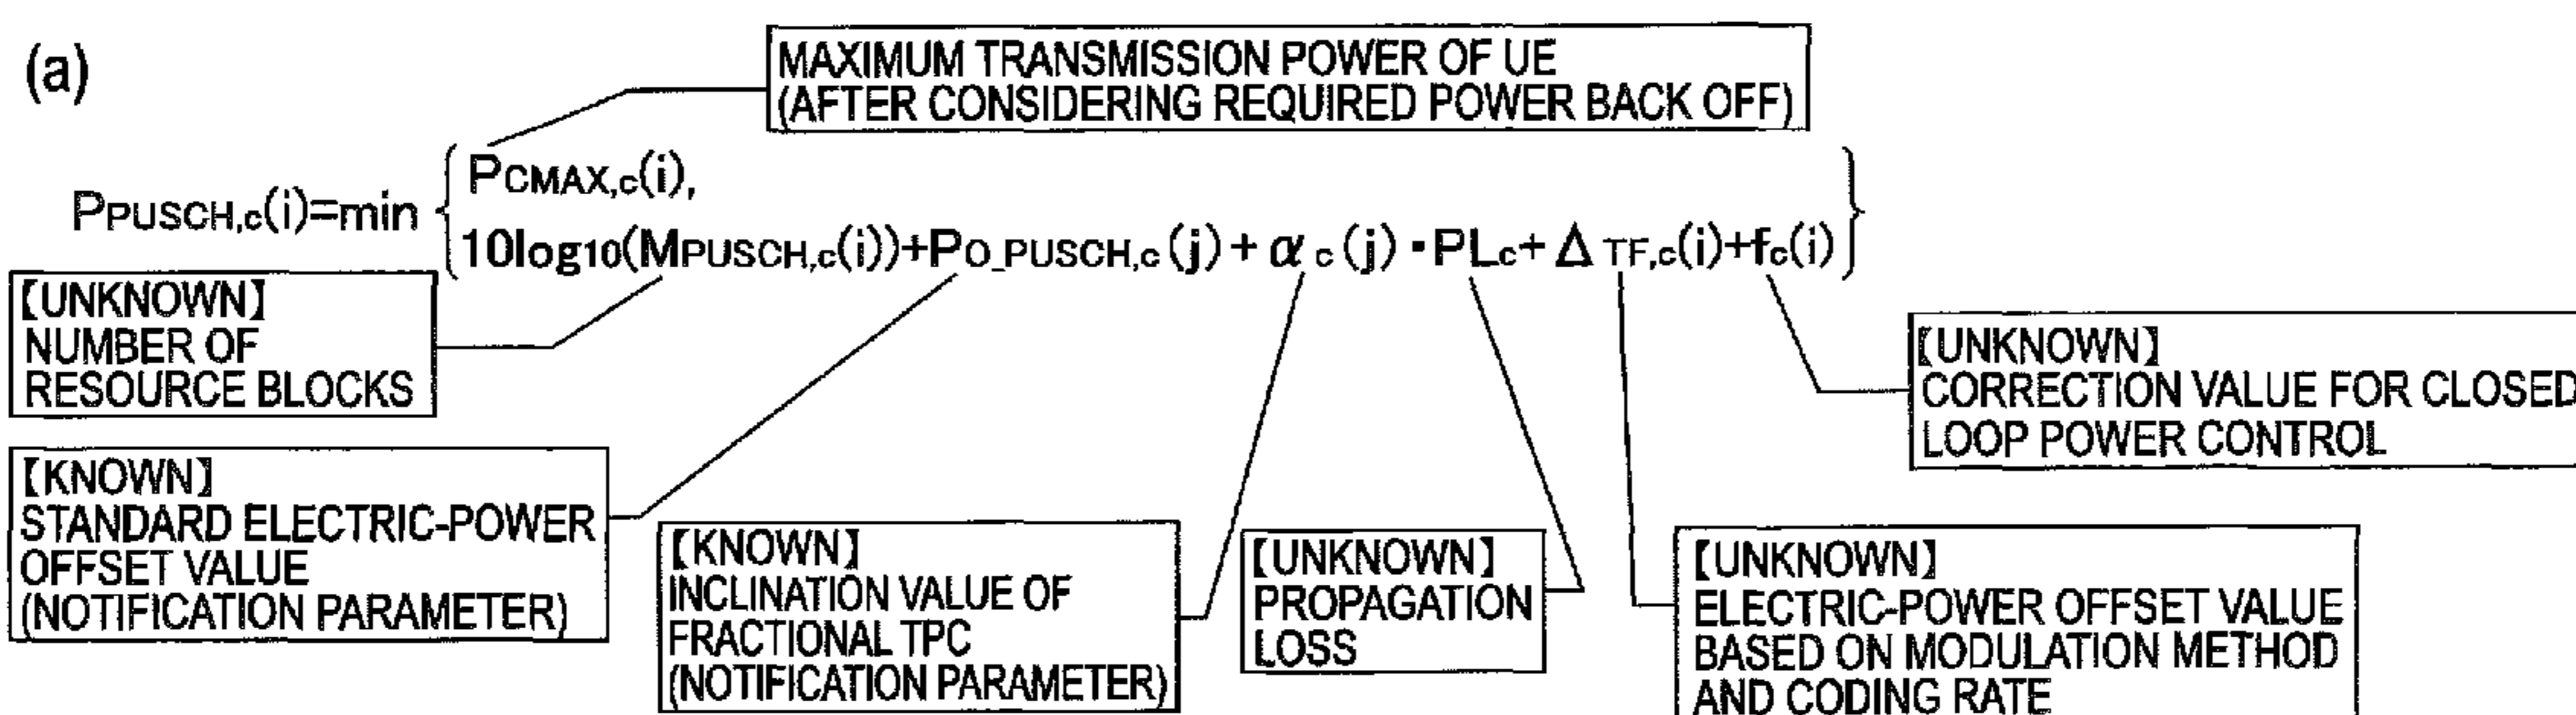 (a)
MAXIMUM TRANSMISSION POWER OF UE
(AFTER CONSIDERING REQUIRED POWER BACK OFF)
PPUSCH,c(i)=min { PCMAX,c(i),
10log10(MPUSCH,c(i))+PO_PUSCH,c(j)+αc(j)・PLc+ΔTF,c(i)+fc(i) }
【UNKNOWN】
NUMBER OF
RESOURCE BLOCKS
【UNKNOWN】
CORRECTION VALUE FOR CLOSED
LOOP POWER CONTROL
【KNOWN】
STANDARD ELECTRIC-POWER
OFFSET VALUE
(NOTIFICATION PARAMETER)
【KNOWN】
INCLINATION VALUE OF
FRACTIONAL TPC
(NOTIFICATION PARAMETER)
【UNKNOWN】
PROPAGATION
LOSS
【UNKNOWN】
ELECTRIC-POWER OFFSET VALUE
BASED ON MODULATION METHOD
AND CODING RATE